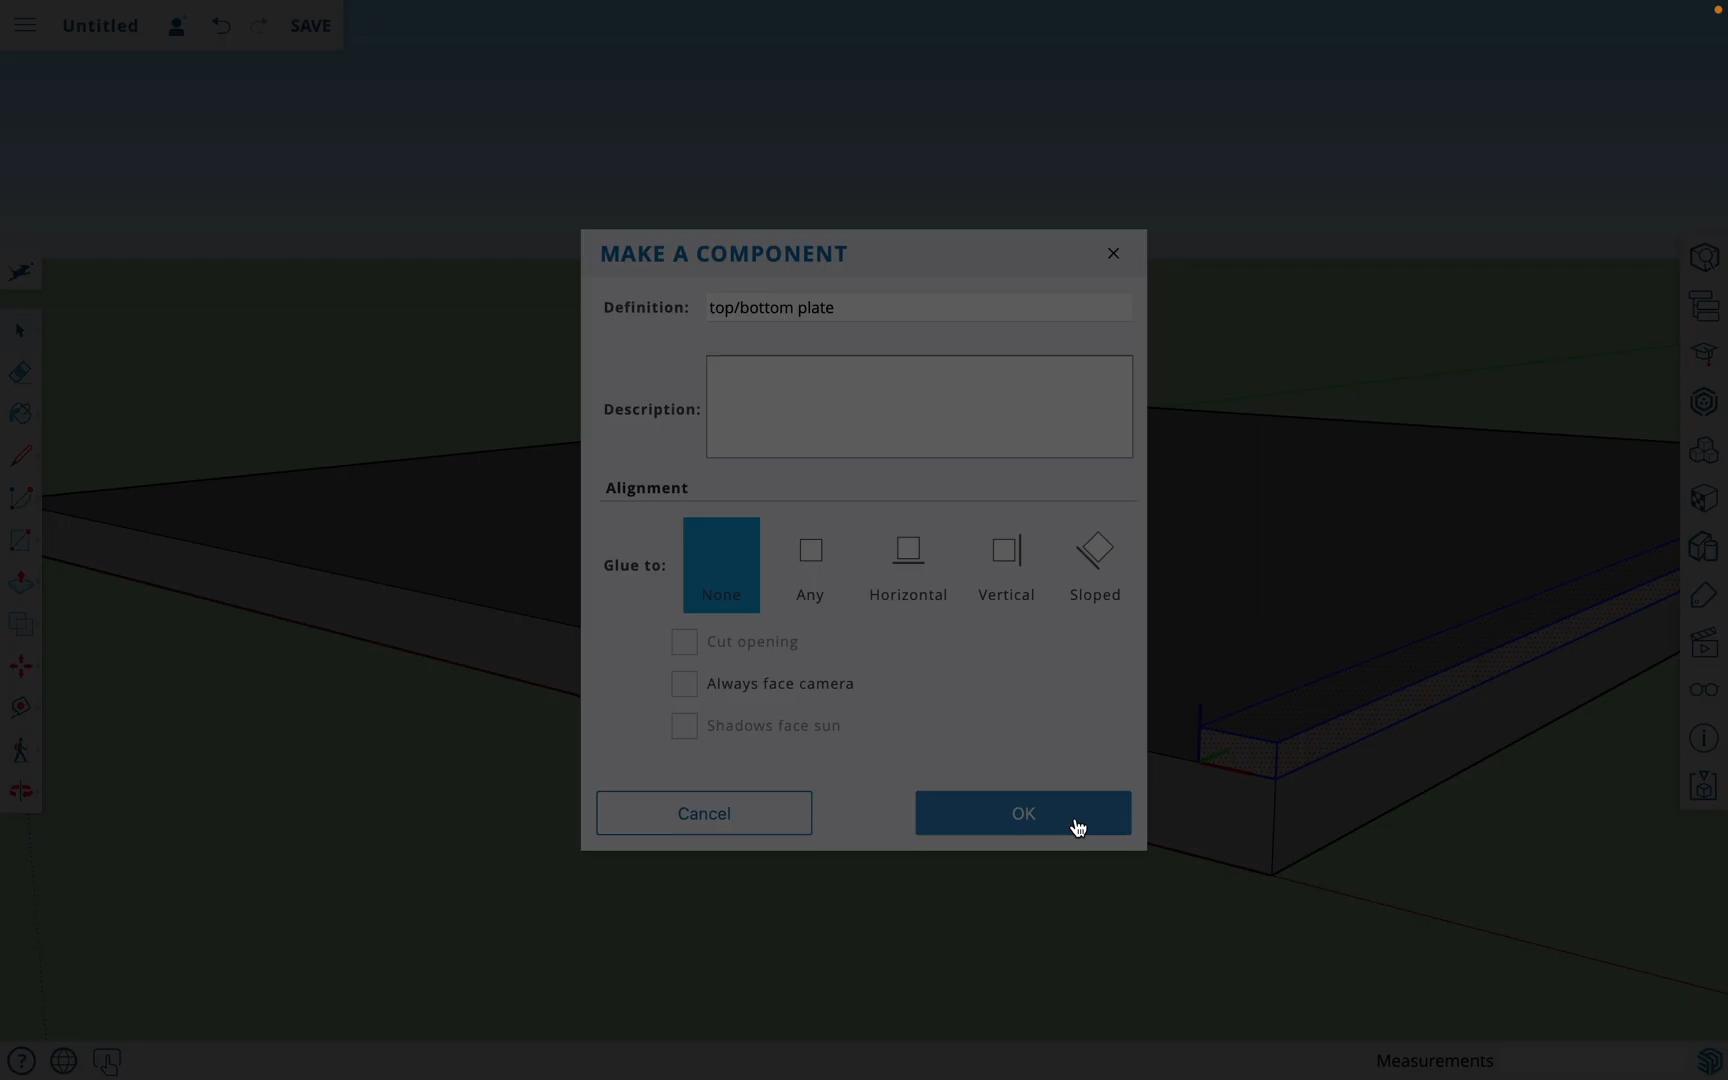 Untitled
SAVE
MAKE A COMPONENT
Definition: top/bottom plate
Description:
Alignment
Glue to: None Any Horizontal Vertical Sloped
Cut opening
Always face camera
Shadows face sun
Cancel OK
Measurements